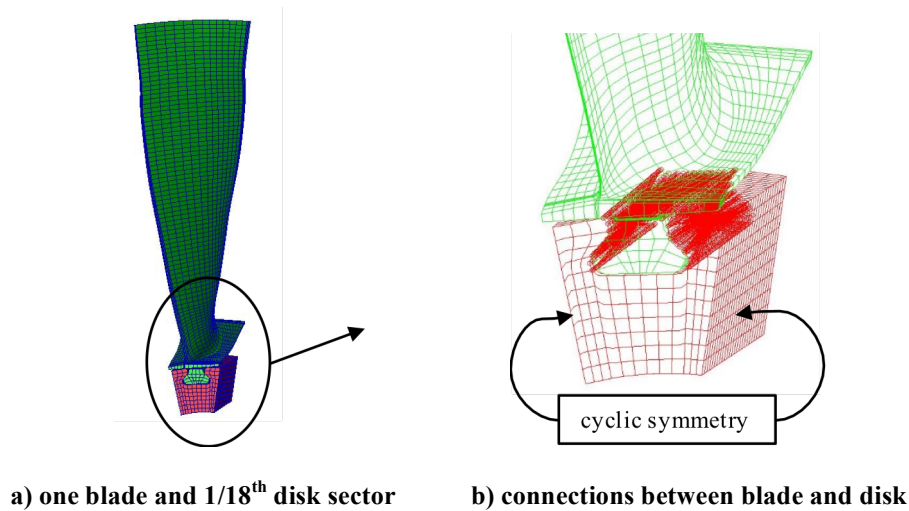 cyclic symmetry
a) one blade and 1/18th disk sector
b) connections between blade and disk